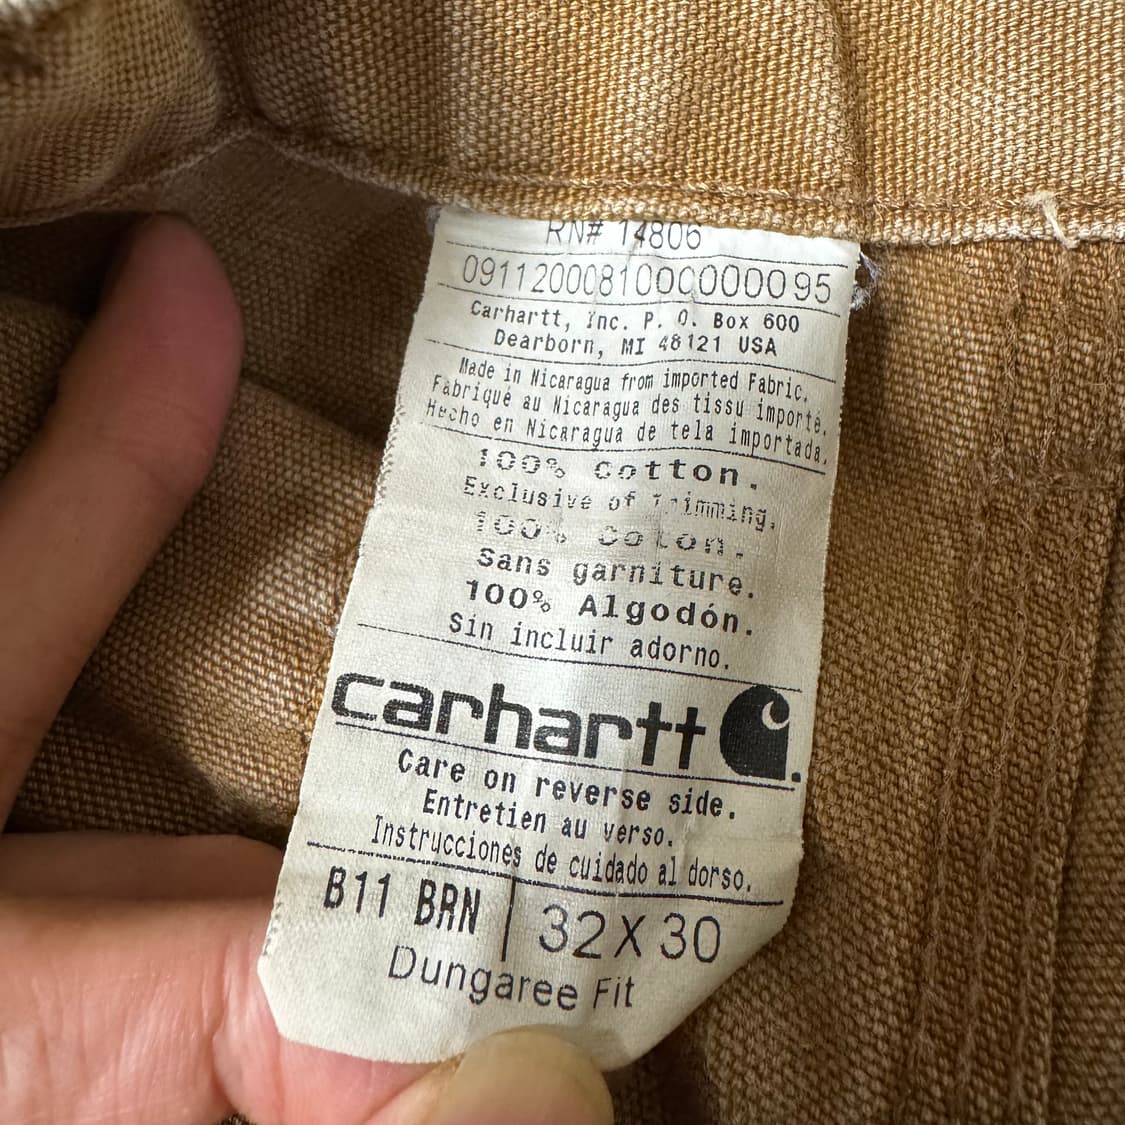 RN# 14806
0911200081000000095
Carhartt, Inc. P. O. Box 600
Dearborn, MI 48121 USA
Made in Nicaragua from imported Fabric.
Fabriqué au Nicaragua des tissu importé.
Hecho en Nicaragua de tela importada.
100% Cotton.
Exclusive of Trimming.
100% Coton.
Sans garniture.
100% Algodón.
Sin incluir adorno.
carhartt
Care on reverse side.
Entretien au verso.
Instrucciones de cuidado al dorso.
B11 BRN | 32X30
Dungaree Fit